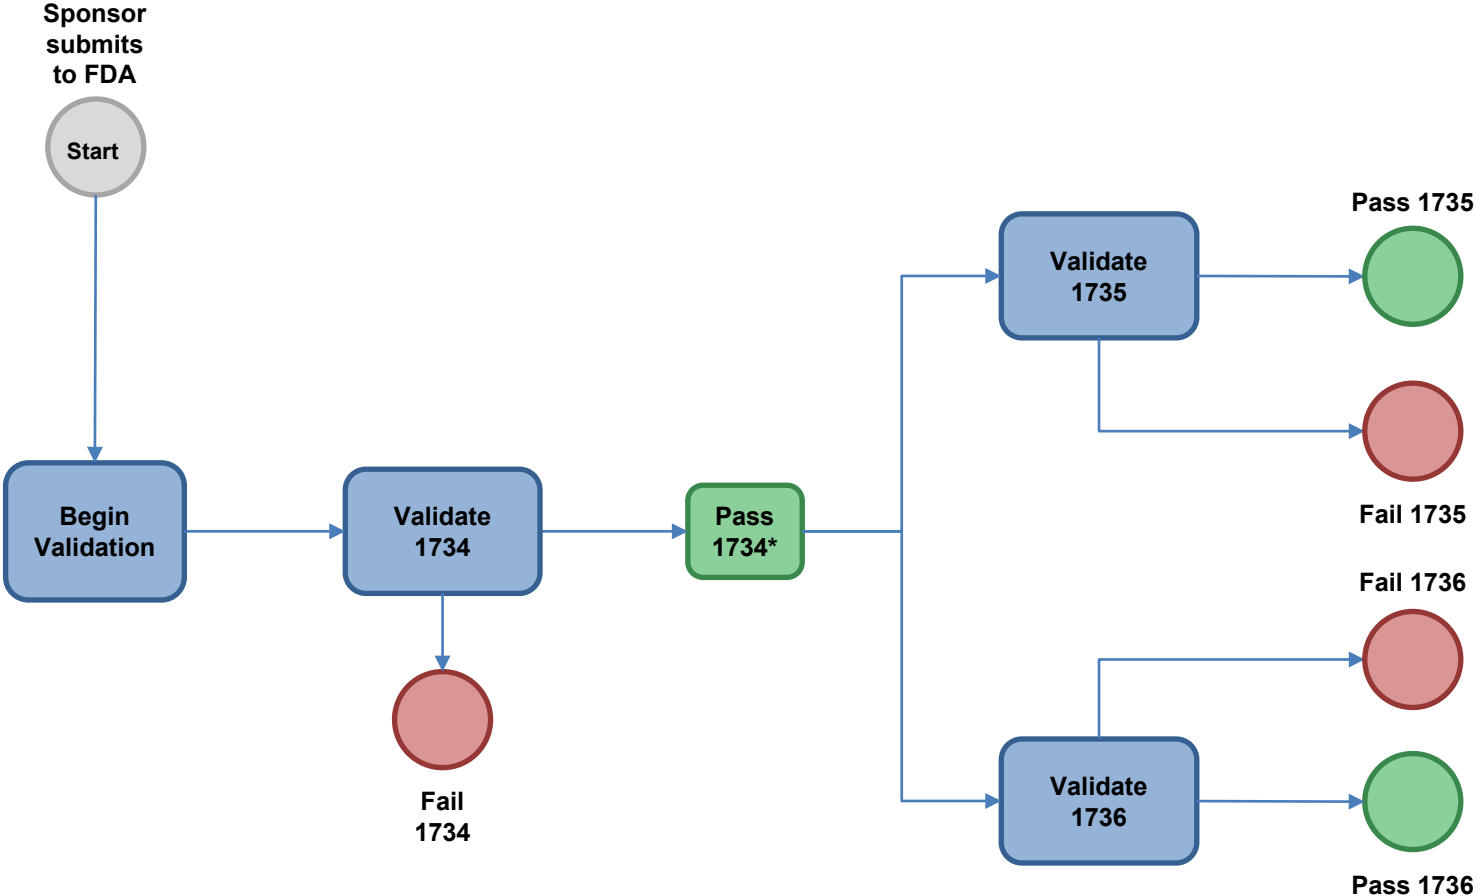 Sponsor
submits
to FDA
Start
Begin
Validation
Validate
1734
Fail
1734
Pass
1734*
Validate
1735
Pass 1735
Fail 1735
Fail 1736
Validate
1736
Pass 1736